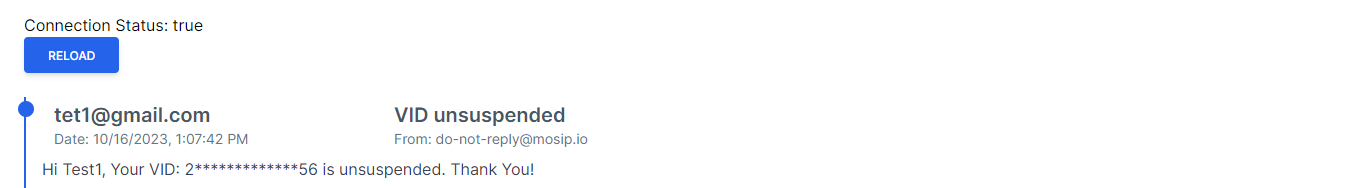 Connection Status: true
RELOAD
tet1@gmail.com VID unsuspended
Date: 10/16/2023, 1:07:42 PM From: do-not-reply@mosip.io
Hi Test1, Your VID: 2*************56 is unsuspended. Thank You!